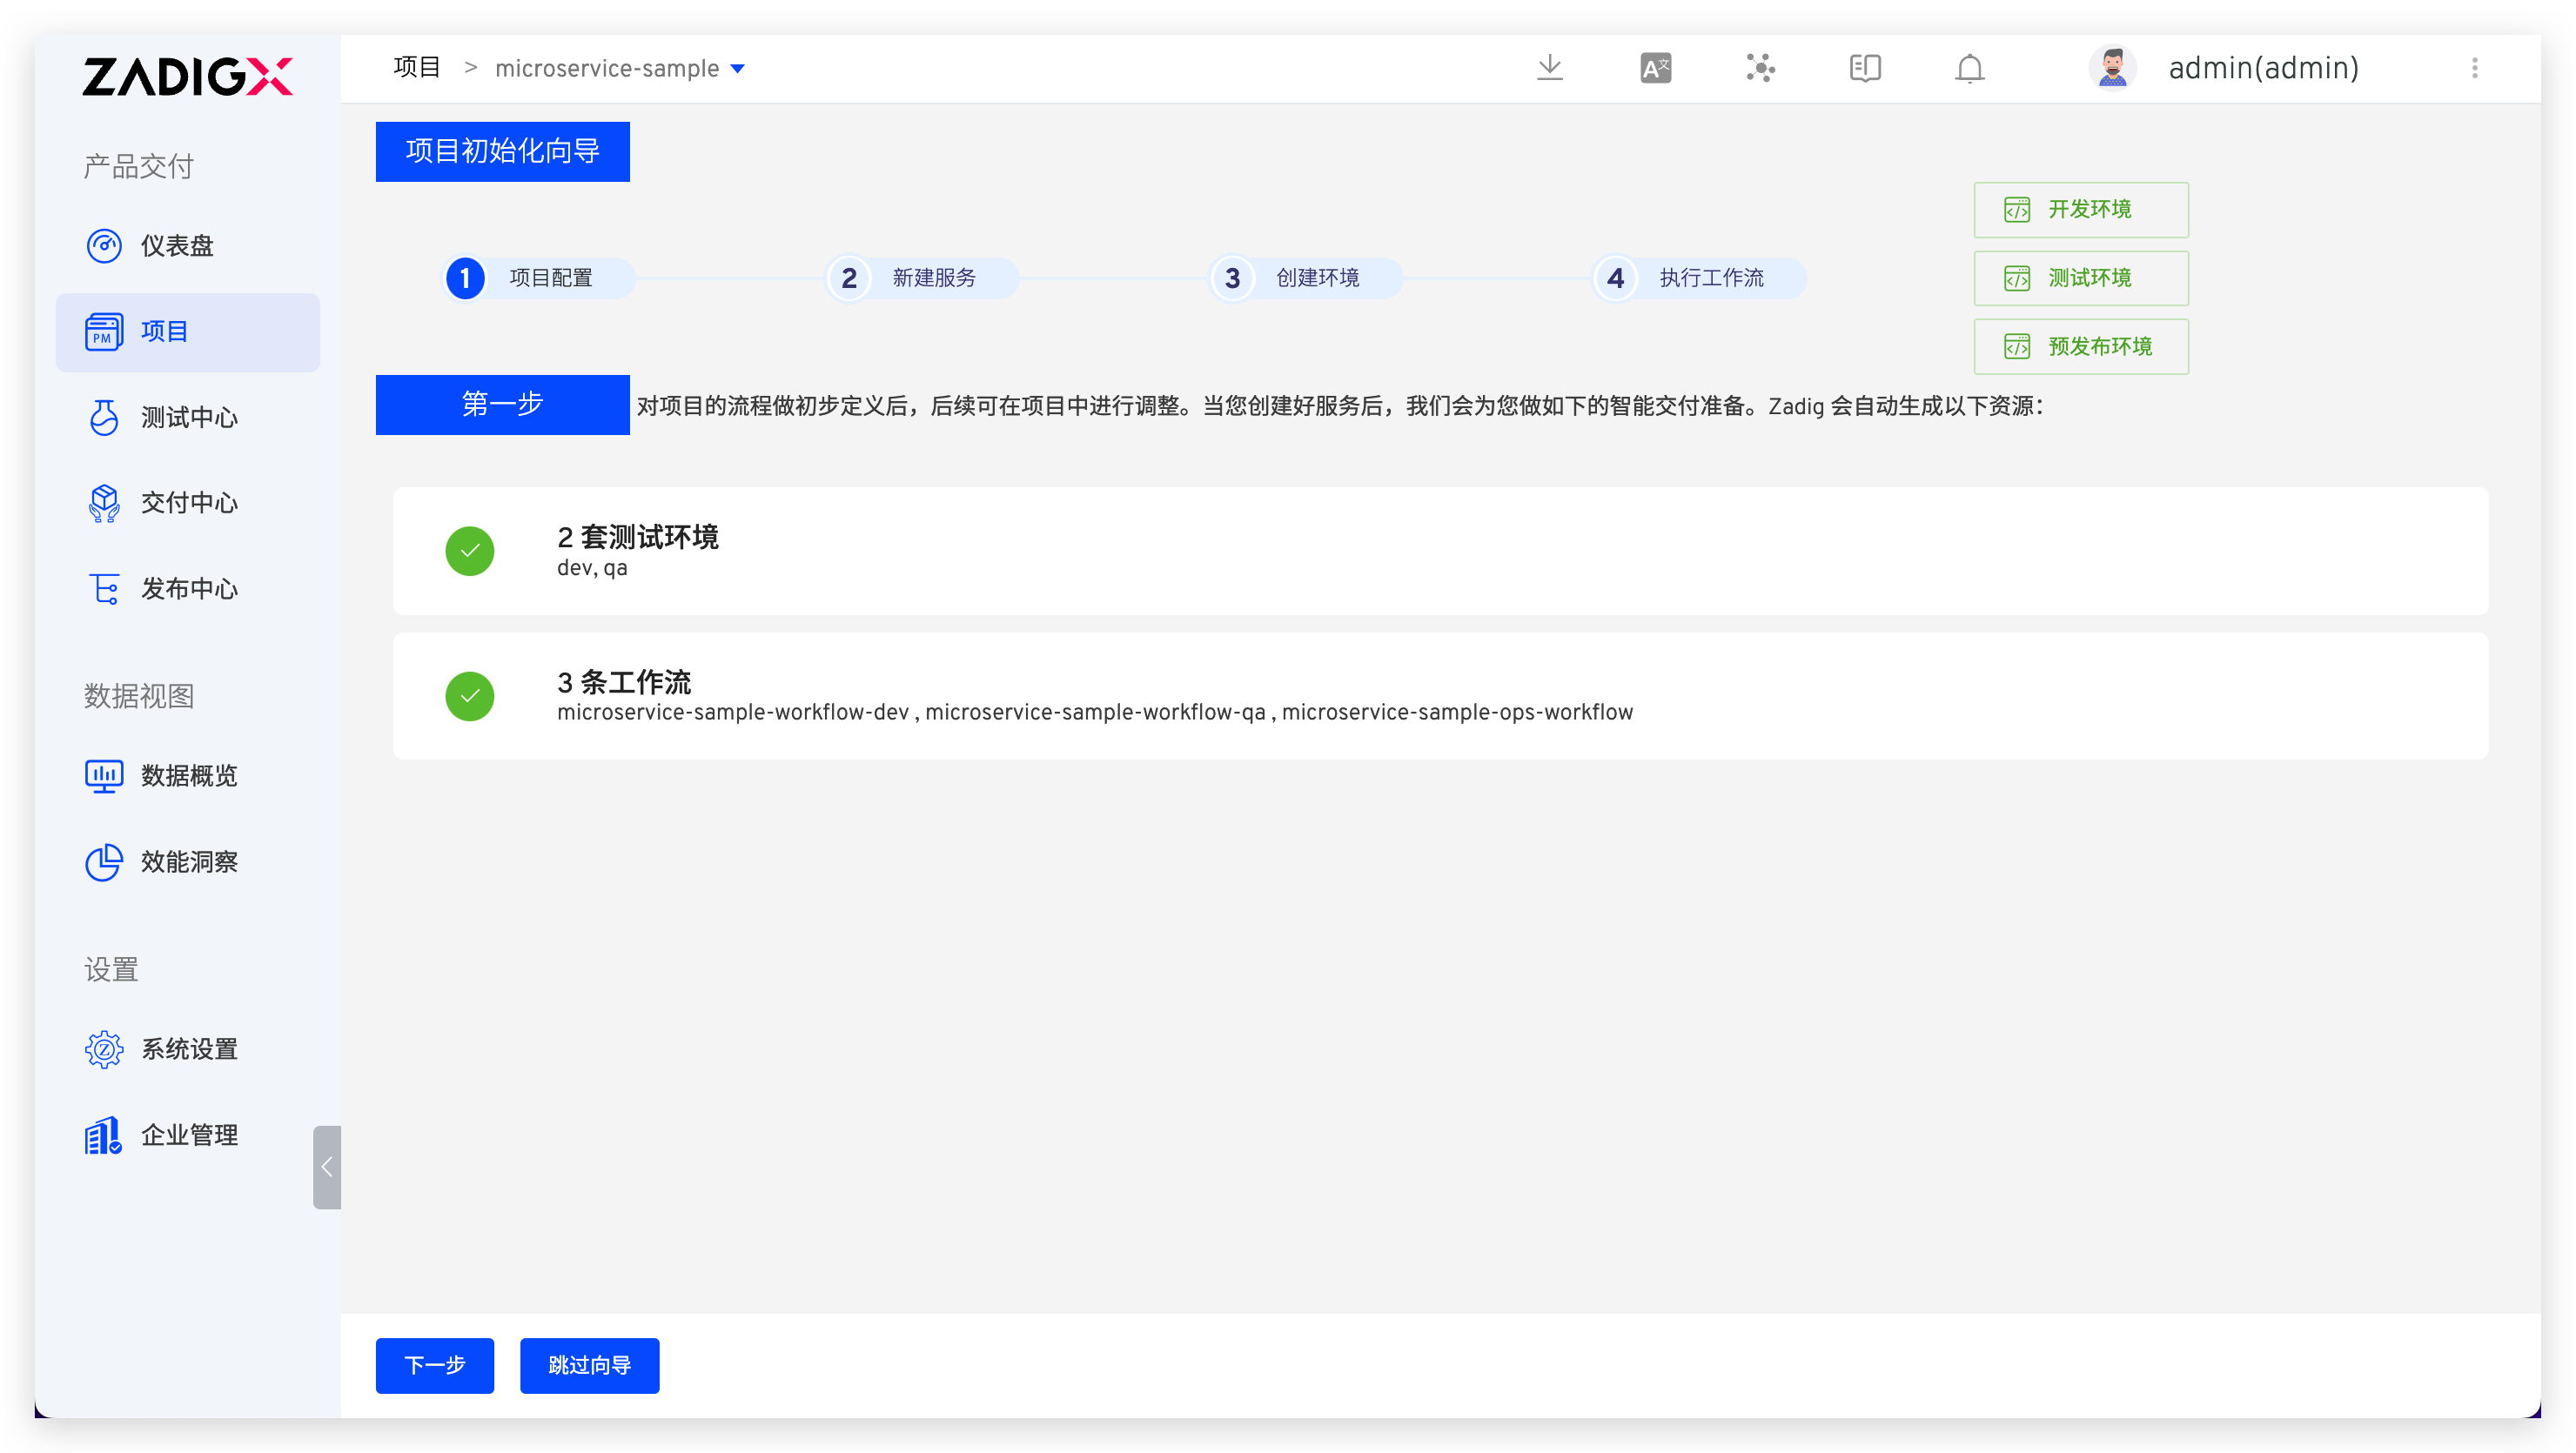 ZADIGX
产品交付
仪表盘
PM
项目
测试中心
交付中心
发布中心
数据视图
数据概览
效能洞察
设置
Z
系统设置
企业管理
项目 > microservice-sample
A文
admin(admin)
项目初始化向导
1 项目配置
2 新建服务
3 创建环境
4 执行工作流
</> 开发环境
</> 测试环境
</> 预发布环境
第一步 对项目的流程做初步定义后，后续可在项目中进行调整。当您创建好服务后，我们会为您做如下的智能交付准备。Zadig 会自动生成以下资源：
2 套测试环境
dev, qa
3 条工作流
microservice-sample-workflow-dev , microservice-sample-workflow-qa , microservice-sample-ops-workflow
下一步
跳过向导